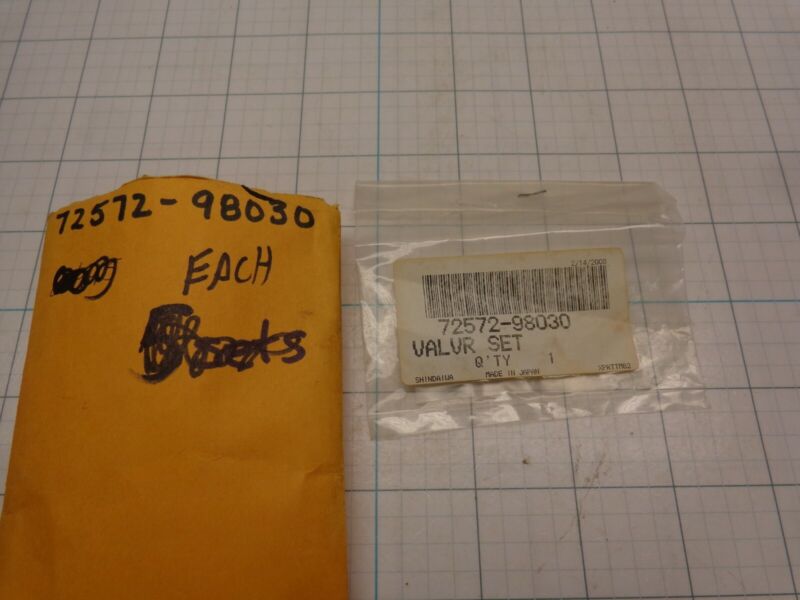 72572-98030
EACH
2/14/2000
72572-98030
VALVR SET
Q'TY 1
SHINDAIWA MADE IN JAPAN